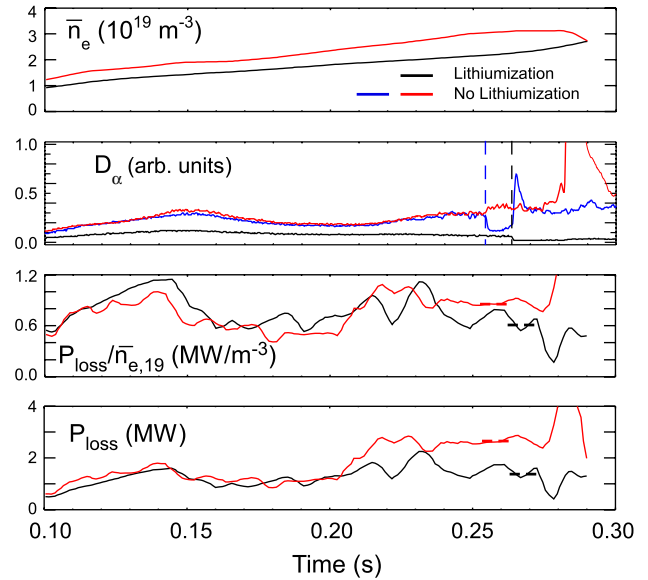 n̅e (10¹⁹ m⁻³)
4
3
2
1
0
Lithiumization
No Lithiumization
1.0
0.5
0.0
Dα (arb. units)
1.2
0.6
0.0
Ploss/n̅e,19 (MW/m⁻³)
4
2
0
Ploss (MW)
0.10 0.15 0.20 0.25 0.30
Time (s)